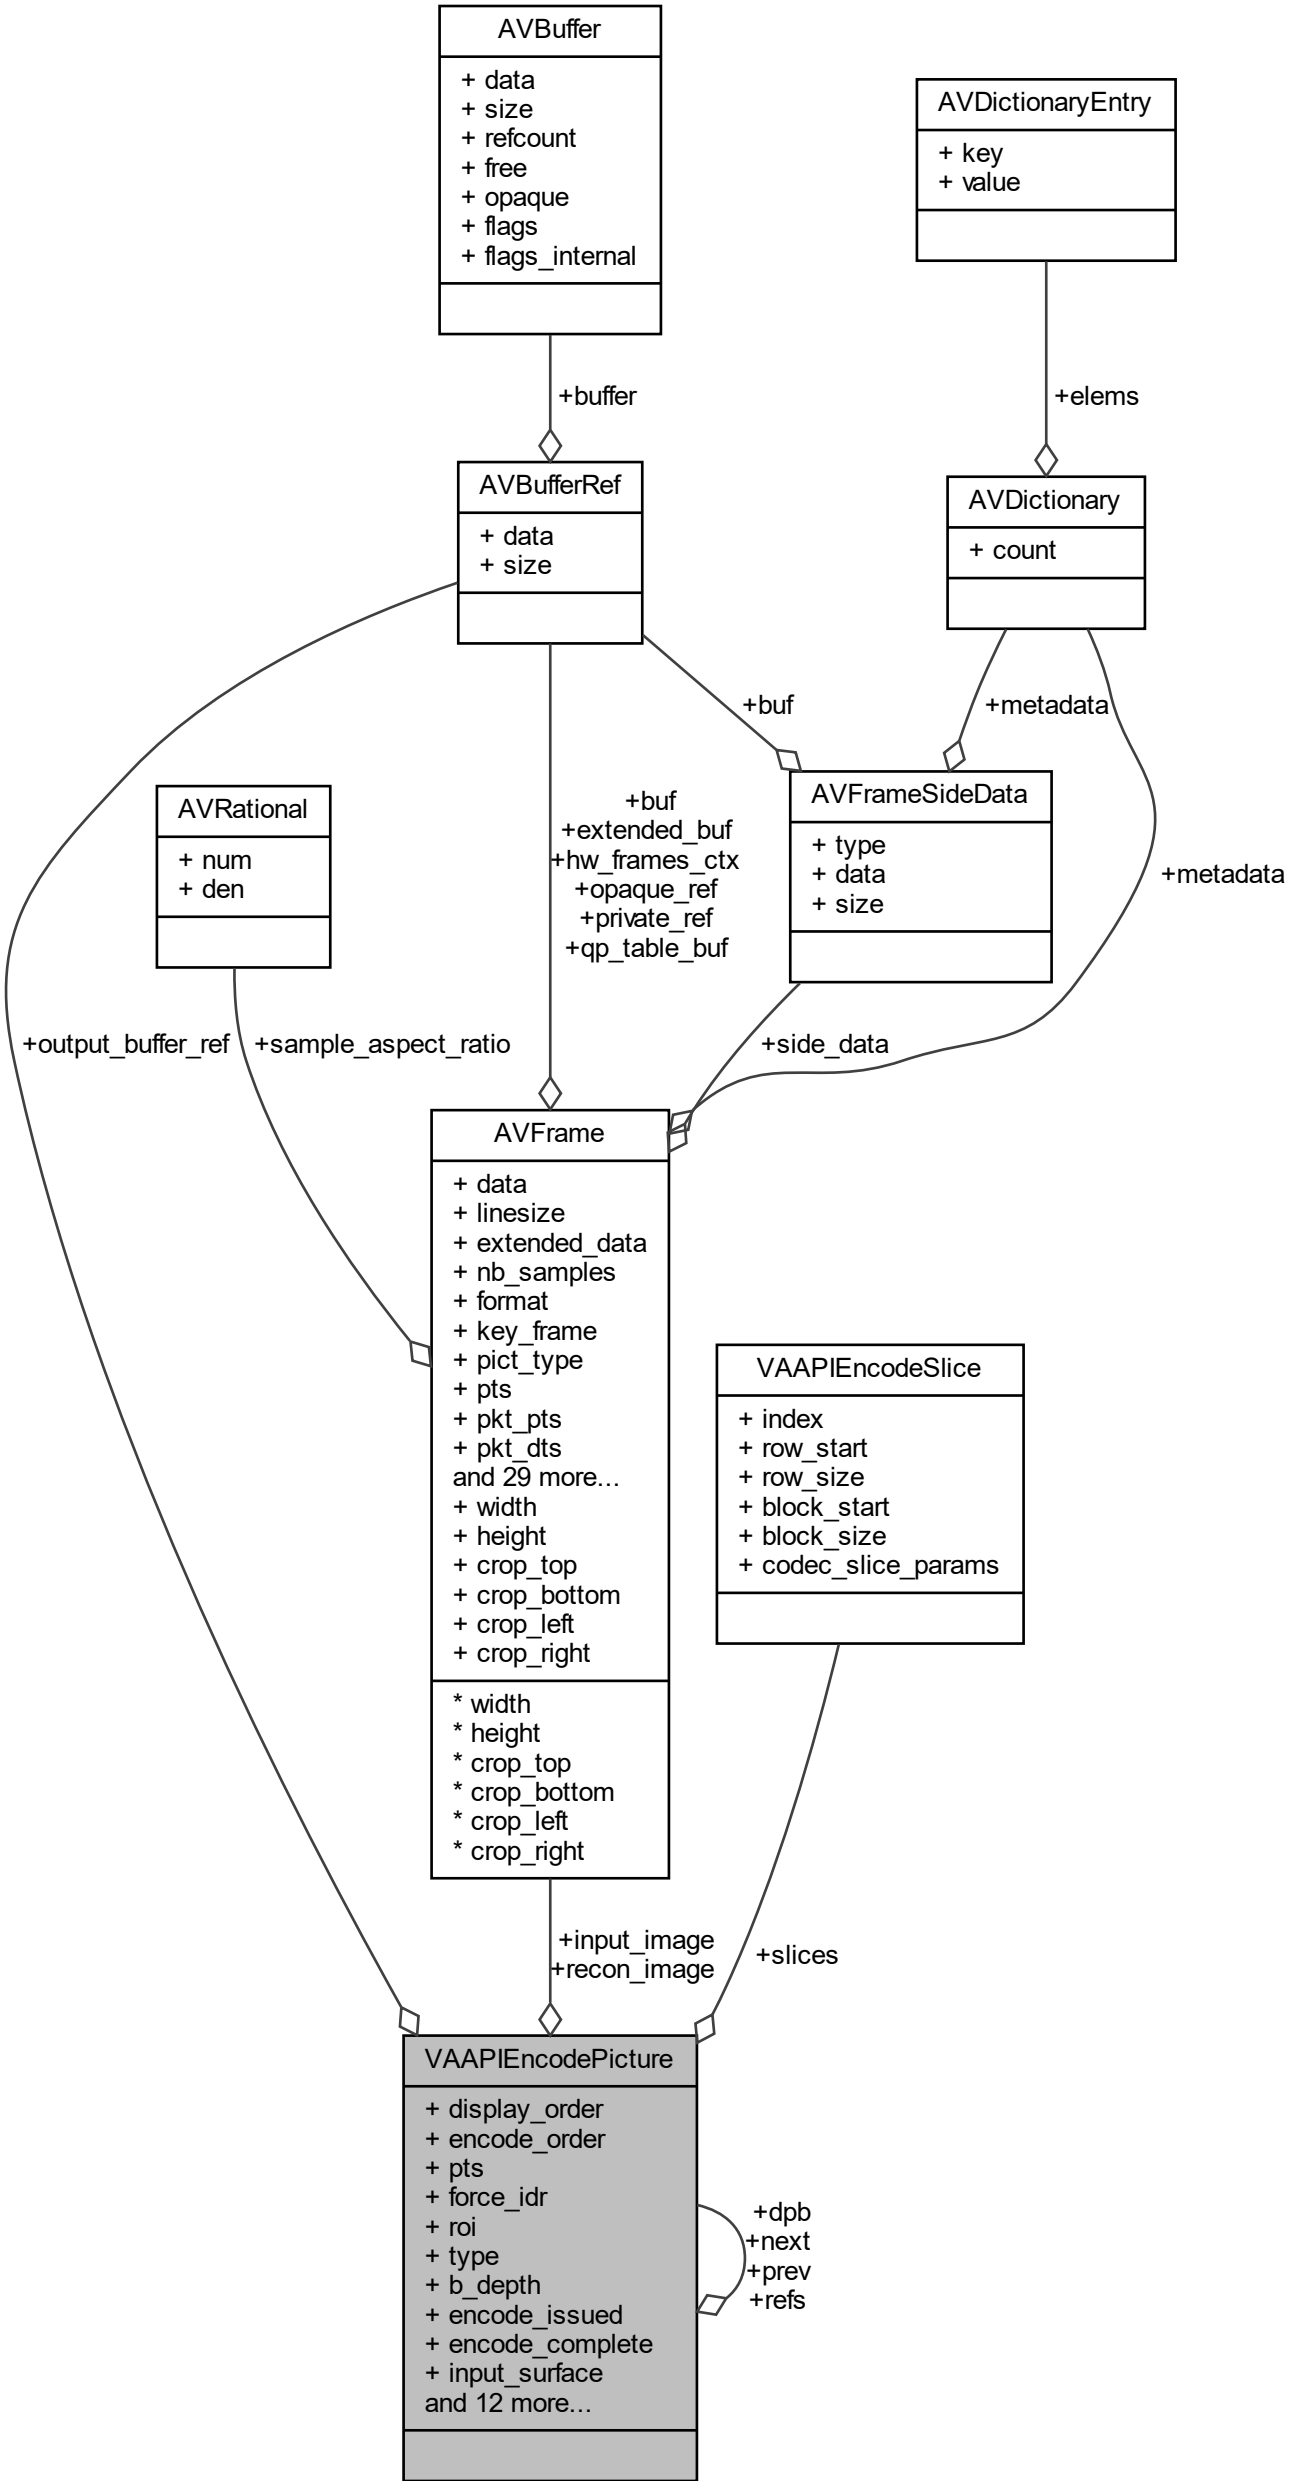 AVBuffer
+ data
+ size
+ refcount
+ free
+ opaque
+ flags
+ flags_internal
AVDictionaryEntry
+ key
+ value
+buffer
+elems
AVBufferRef
+ data
+ size
AVDictionary
+ count
+buf
+metadata
AVRational
+ num
+ den
+buf
+extended_buf
+hw_frames_ctx
+opaque_ref
+private_ref
+qp_table_buf
AVFrameSideData
+ type
+ data
+ size
+metadata
+output_buffer_ref
+sample_aspect_ratio
+side_data
AVFrame
+ data
+ linesize
+ extended_data
+ nb_samples
+ format
+ key_frame
+ pict_type
+ pts
+ pkt_pts
+ pkt_dts
and 29 more...
+ width
+ height
+ crop_top
+ crop_bottom
+ crop_left
+ crop_right
* width
* height
* crop_top
* crop_bottom
* crop_left
* crop_right
VAAPIEncodeSlice
+ index
+ row_start
+ row_size
+ block_start
+ block_size
+ codec_slice_params
+input_image
+recon_image
+slices
VAAPIEncodePicture
+ display_order
+ encode_order
+ pts
+ force_idr
+ roi
+ type
+ b_depth
+ encode_issued
+ encode_complete
+ input_surface
and 12 more...
+dpb
+next
+prev
+refs